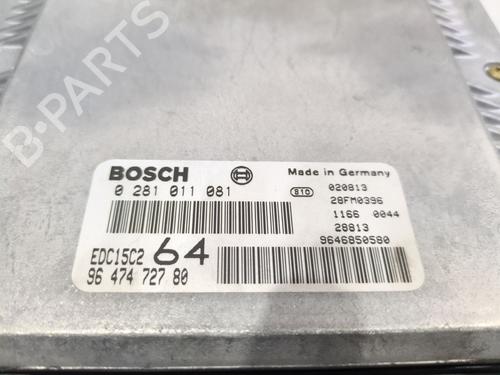 B-PARTS
BOSCH
Made in Germany
0 281 011 081
810
020813
28FM0396
1166 0044
28813
9646850580
EDC15C2 64
96 474 727 80